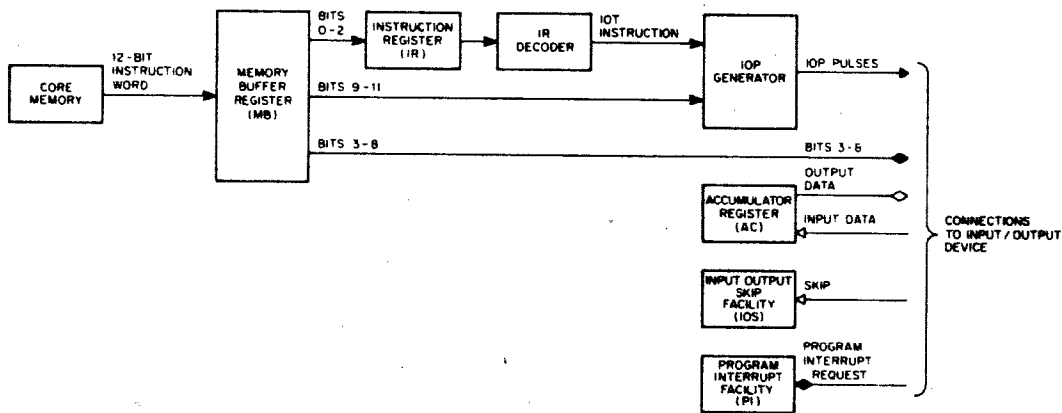 CORE
MEMORY
12-BIT
INSTRUCTION
WORD
MEMORY
BUFFER
REGISTER
(MB)
BITS
0-2
INSTRUCTION
REGISTER
(IR)
IR
DECODER
IOT
INSTRUCTION
IOP
GENERATOR
IOP PULSES
BITS 9-11
BITS 3-8
BITS 3-8
OUTPUT
DATA
ACCUMULATOR
REGISTER
(AC)
INPUT DATA
INPUT OUTPUT
SKIP
FACILITY
(IOS)
SKIP
PROGRAM
INTERRUPT
FACILITY
(PI)
PROGRAM
INTERRUPT
REQUEST
CONNECTIONS
TO INPUT/OUTPUT
DEVICE